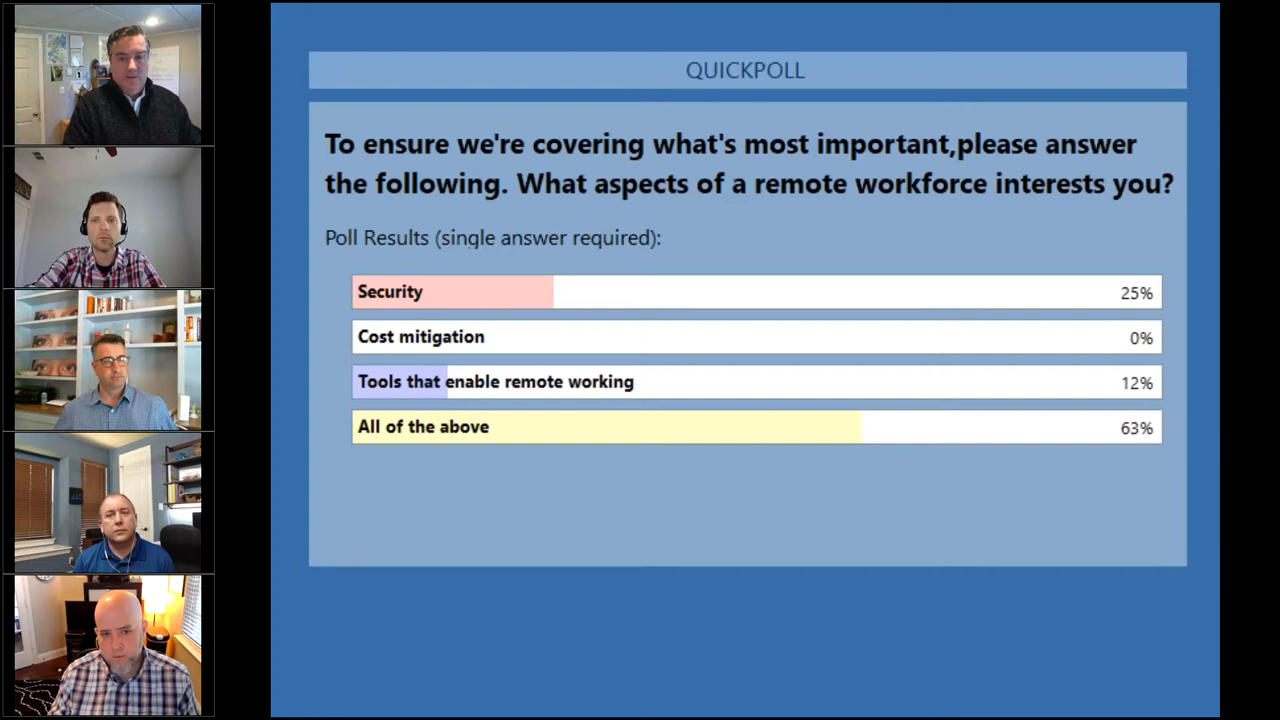 QUICKPOLL
To ensure we're covering what's most important,please answer
the following. What aspects of a remote workforce interests you?
Poll Results (single answer required):
Security 25%
Cost mitigation 0%
Tools that enable remote working 12%
All of the above 63%